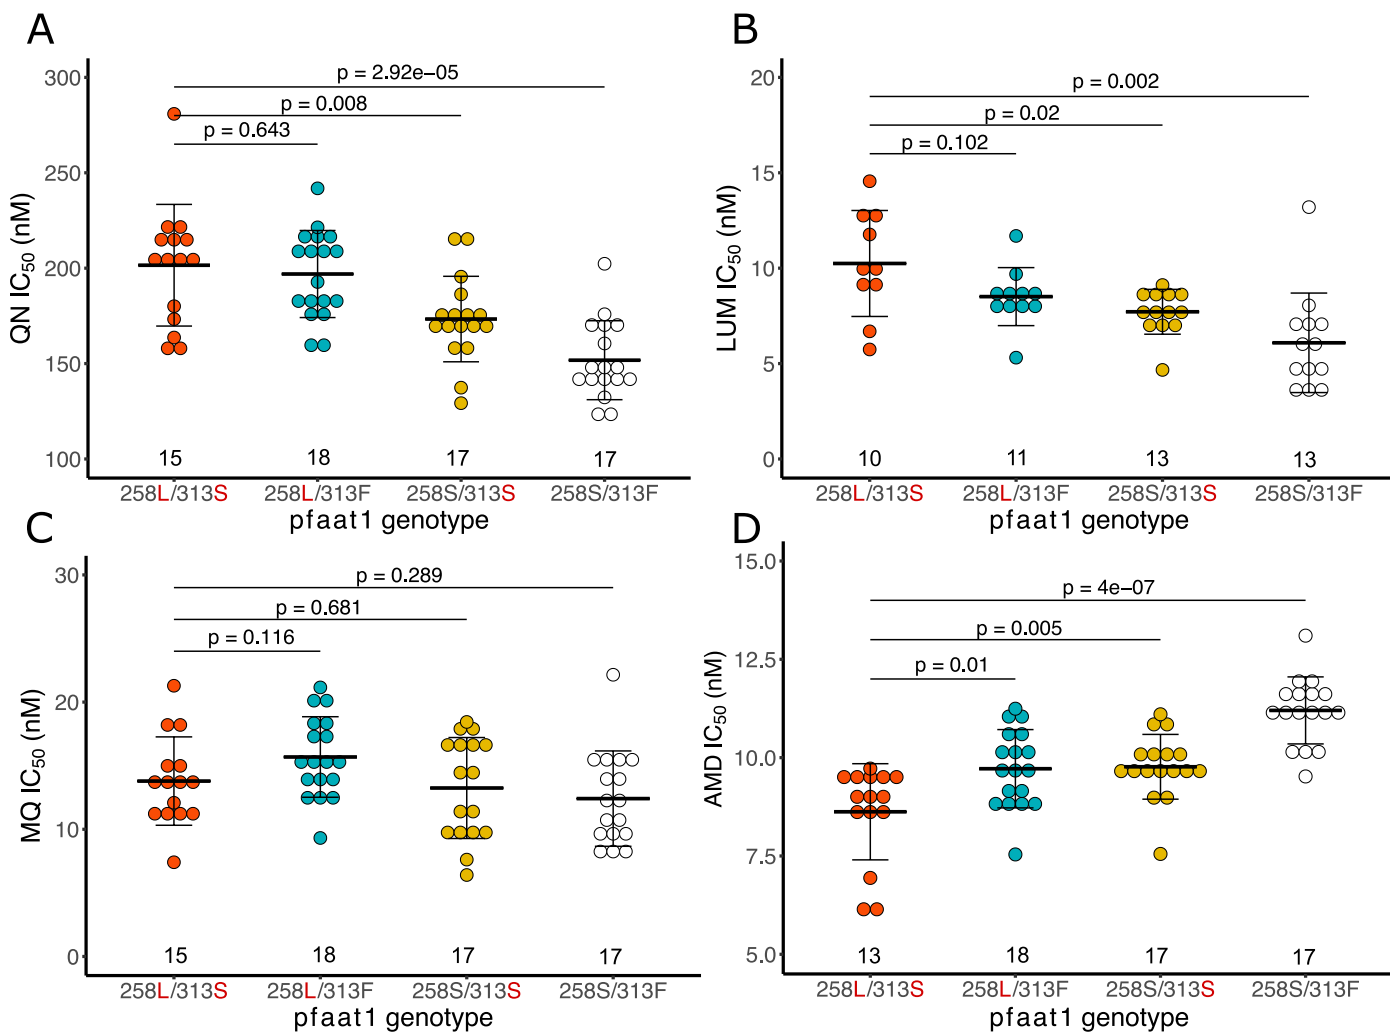 A
QN IC50 (nM)
300
250
200
150
100
p = 2.92e−05
p = 0.008
p = 0.643
15
18
17
17
258L/313S
258L/313F
258S/313S
258S/313F
pfaat1 genotype
B
LUM IC50 (nM)
20
15
10
5
0
p = 0.002
p = 0.02
p = 0.102
10
11
13
13
258L/313S
258L/313F
258S/313S
258S/313F
pfaat1 genotype
C
MQ IC50 (nM)
30
20
10
0
p = 0.289
p = 0.681
p = 0.116
15
18
17
17
258L/313S
258L/313F
258S/313S
258S/313F
pfaat1 genotype
D
AMD IC50 (nM)
15.0
12.5
10.0
7.5
5.0
p = 4e−07
p = 0.005
p = 0.01
13
18
17
17
258L/313S
258L/313F
258S/313S
258S/313F
pfaat1 genotype